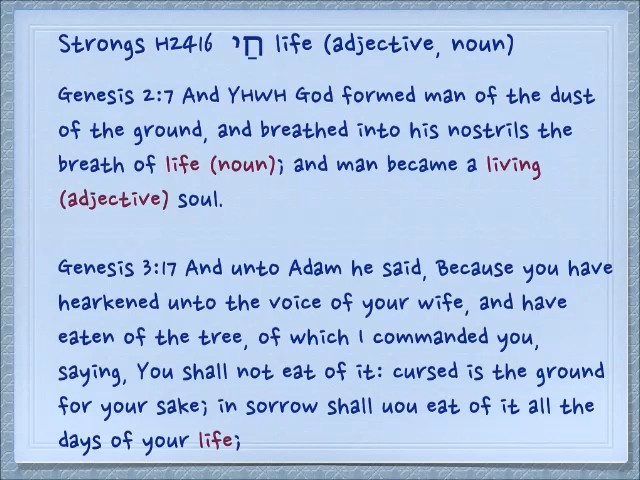 Strongs H2416 חַי life (adjective, noun)
Genesis 2:7 And YHWH God formed man of the dust
of the ground, and breathed into his nostrils the
breath of life (noun); and man became a living
(adjective) soul.
Genesis 3:17 And unto Adam he said, Because you have
hearkened unto the voice of your wife, and have
eaten of the tree, of which I commanded you,
saying, You shall not eat of it: cursed is the ground
for your sake; in sorrow shall uou eat of it all the
days of your life;